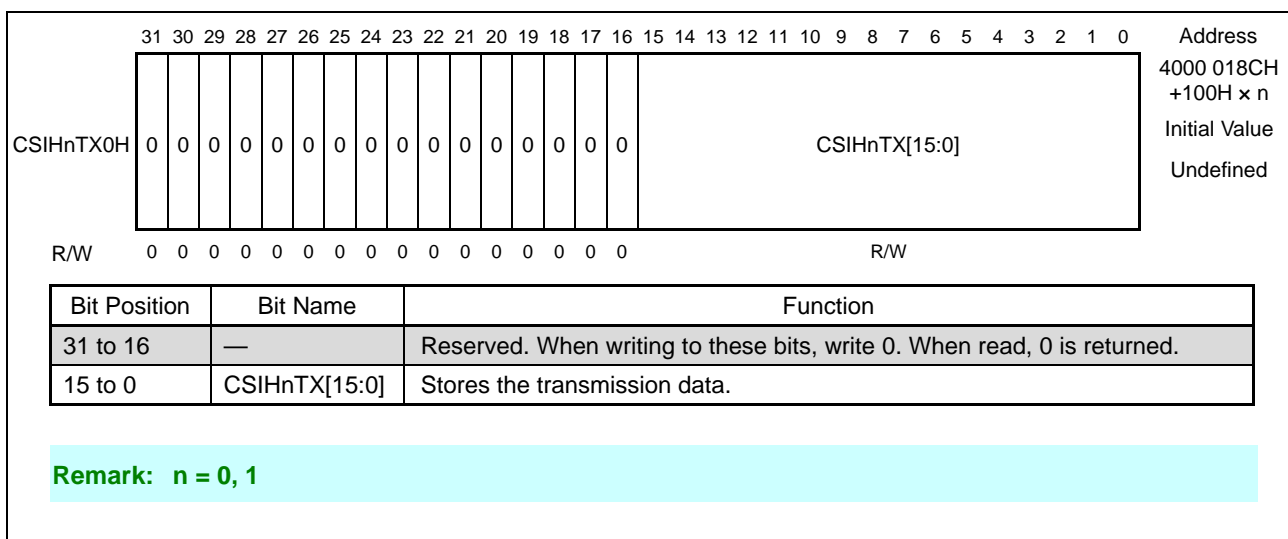 31 30 29 28 27 26 25 24 23 22 21 20 19 18 17 16 15 14 13 12 11 10 9 8 7 6 5 4 3 2 1 0 Address
4000 018CH
+100H × n
CSIHnTX0H 0 0 0 0 0 0 0 0 0 0 0 0 0 0 0 0 CSIHnTX[15:0]
Initial Value
Undefined
R/W 0 0 0 0 0 0 0 0 0 0 0 0 0 0 0 0 R/W
Bit Position Bit Name Function
31 to 16 — Reserved. When writing to these bits, write 0. When read, 0 is returned.
15 to 0 CSIHnTX[15:0] Stores the transmission data.
Remark: n = 0, 1